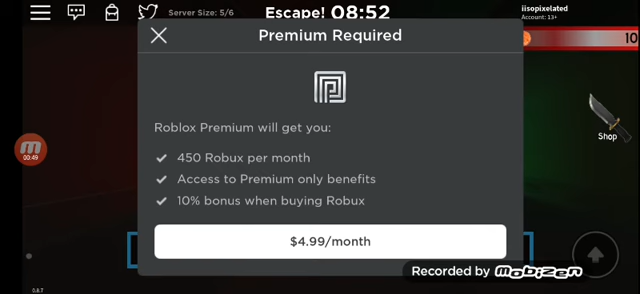 Server Size: 5/6
Escape! 08:52
iisopixelated
Account: 13+
Premium Required
10
Roblox Premium will get you:
450 Robux per month
Access to Premium only benefits
10% bonus when buying Robux
$4.99/month
Shop
00:49
Recorded by Mobizen
0.8.7